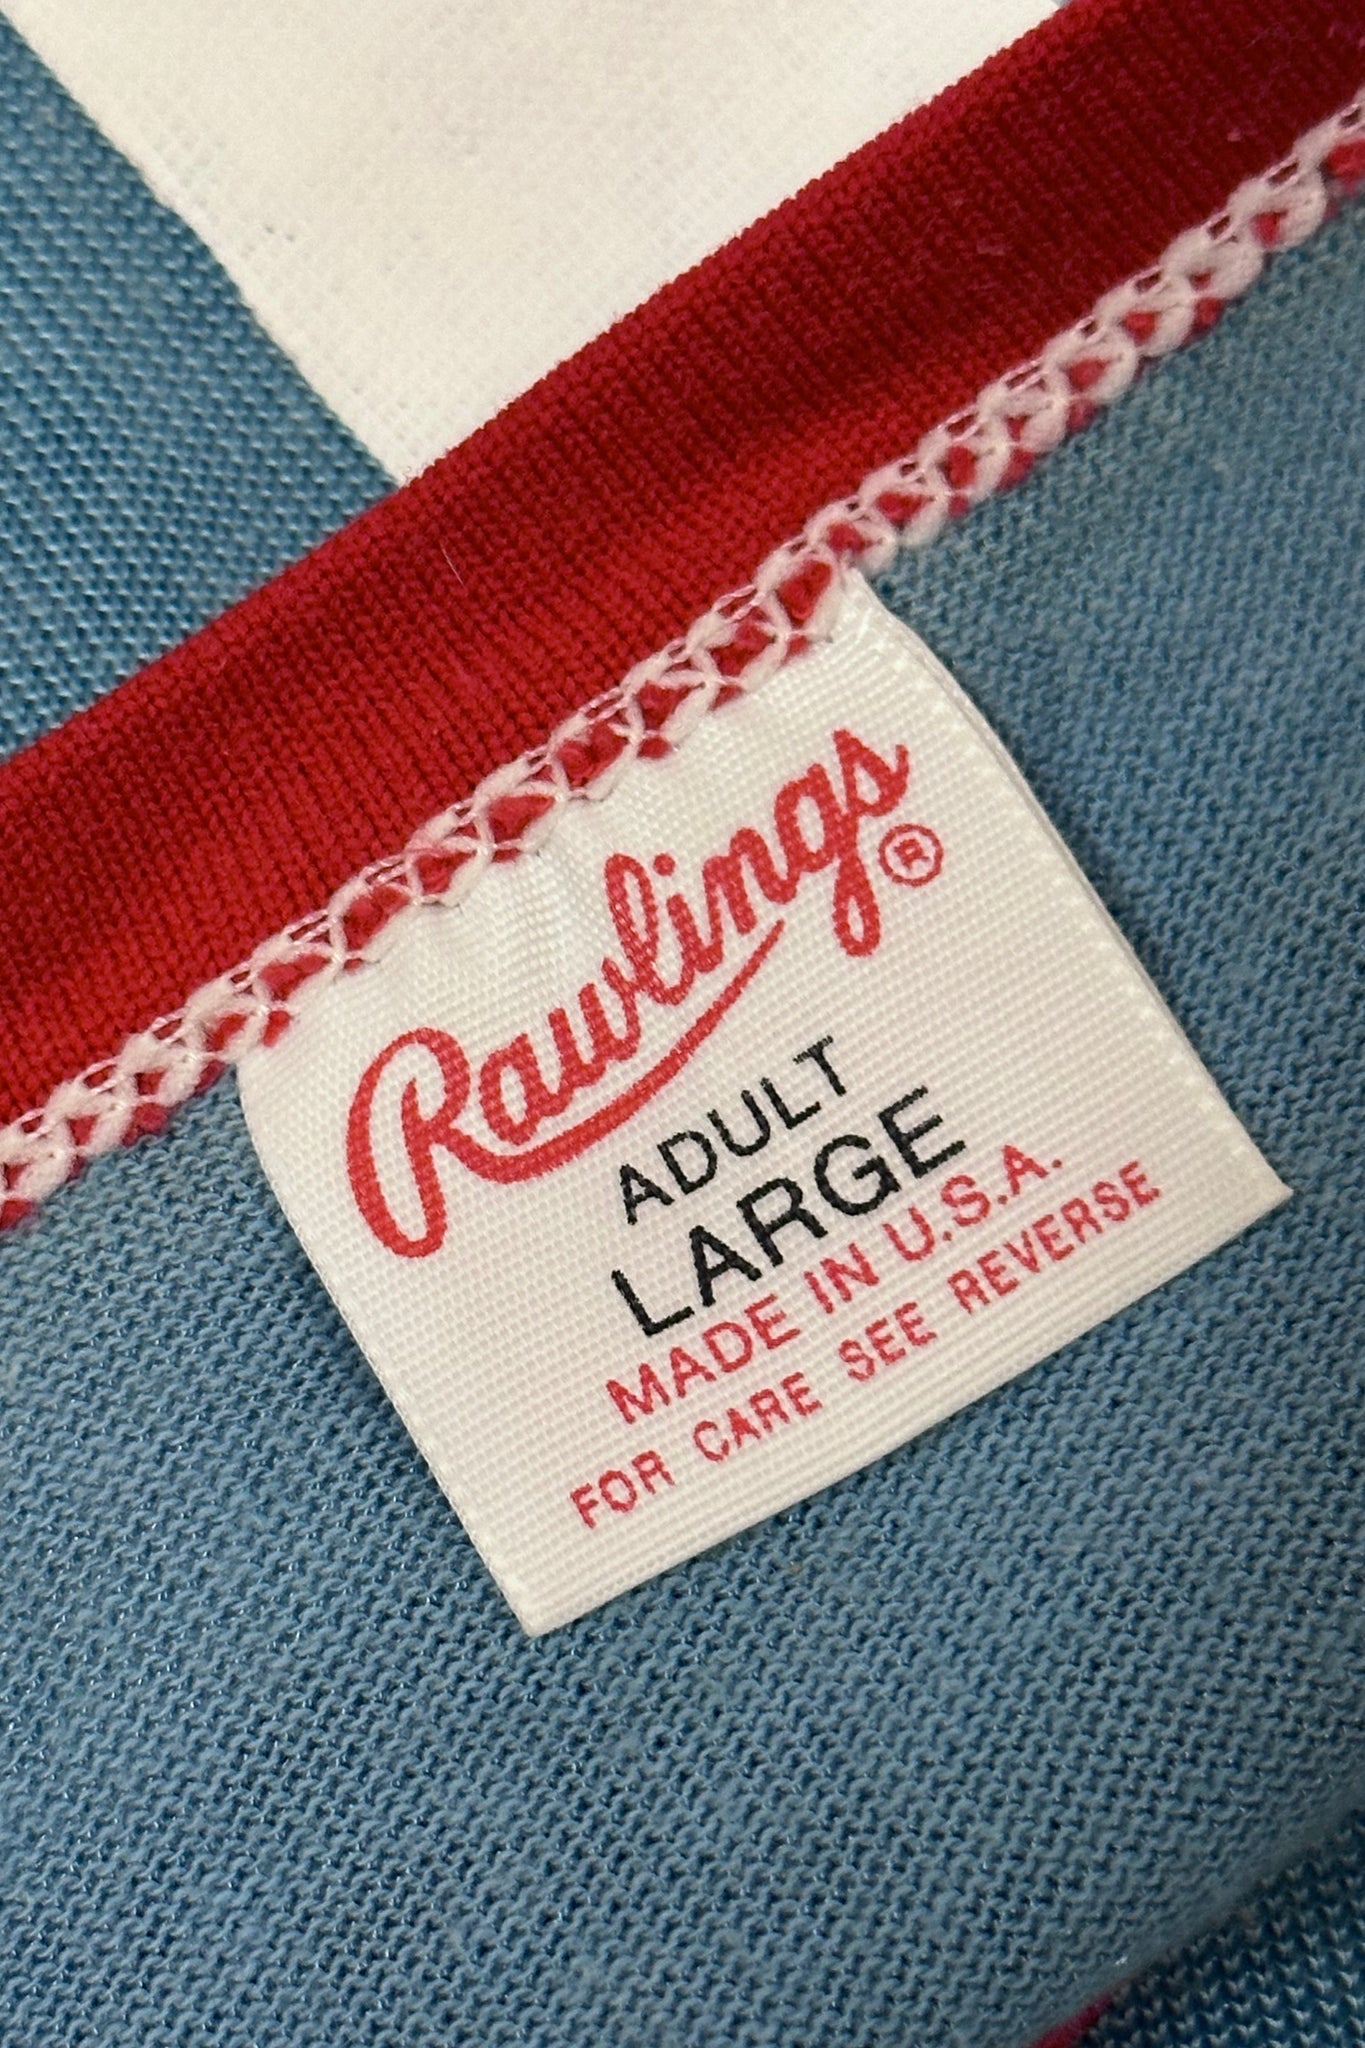 Rawlings®
ADULT
LARGE
MADE IN U.S.A.
FOR CARE SEE REVERSE